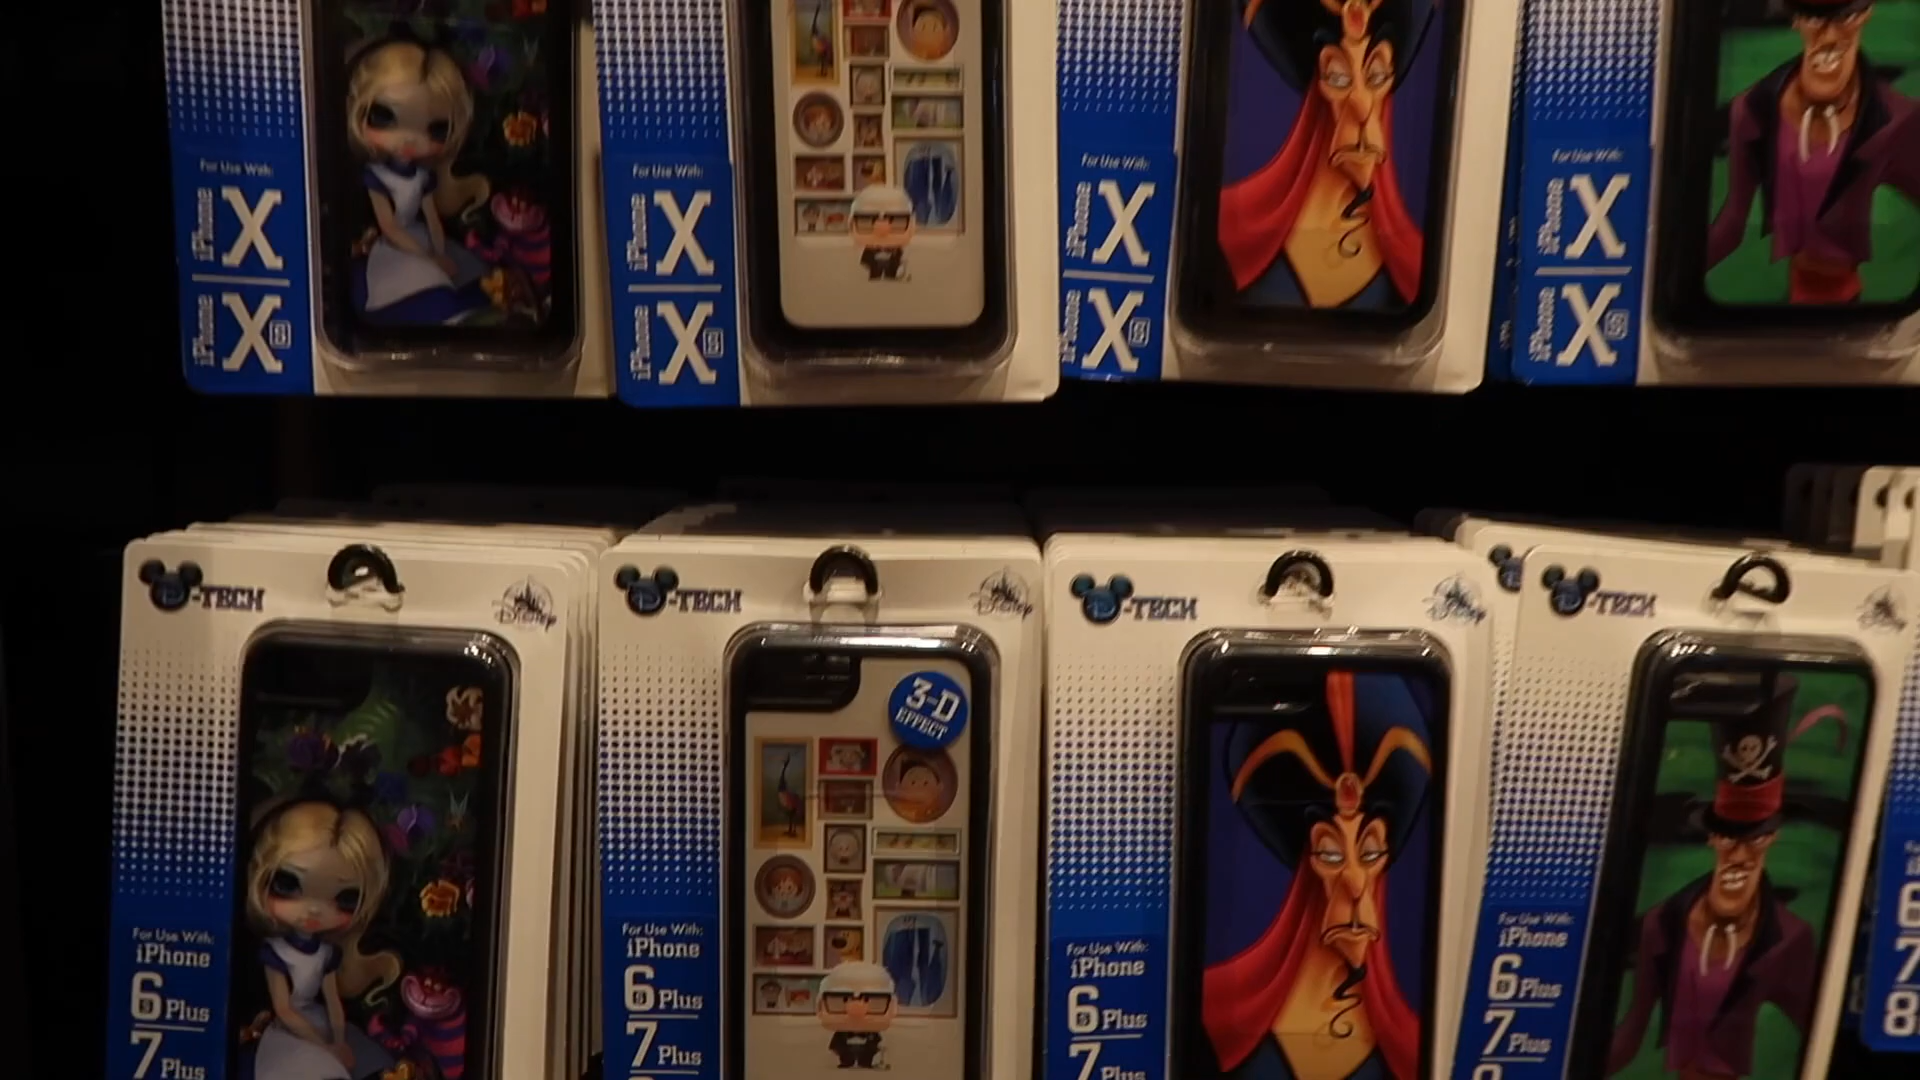 For Use With:
iPhone X
iPhone XS
For Use With:
iPhone X
iPhone XS
For Use With:
iPhone X
iPhone XS
For Use With:
iPhone X
iPhone XS
D-TECH
Disney
D-TECH
Disney
D-TECH
Disney
D-TECH
3-D
EFFECT
For Use With:
iPhone
6S Plus
7 Plus
For Use With:
iPhone
6S Plus
7 Plus
For Use With:
iPhone
6S Plus
7 Plus
For Use With:
iPhone
6S Plus
7 Plus
6
7
8